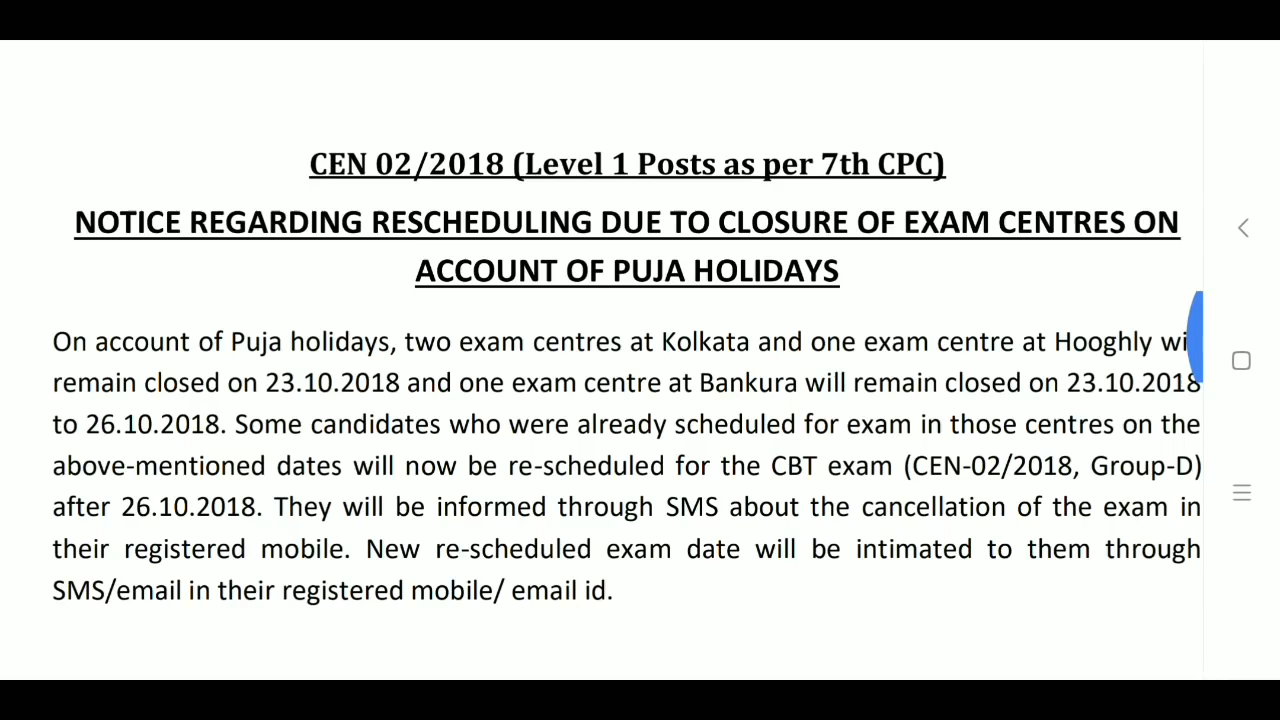 CEN 02/2018 (Level 1 Posts as per 7th CPC)
NOTICE REGARDING RESCHEDULING DUE TO CLOSURE OF EXAM CENTRES ON
ACCOUNT OF PUJA HOLIDAYS
On account of Puja holidays, two exam centres at Kolkata and one exam centre at Hooghly
remain closed on 23.10.2018 and one exam centre at Bankura will remain closed on 23.10.2018
to 26.10.2018. Some candidates who were already scheduled for exam in those centres on the
above-mentioned dates will now be re-scheduled for the CBT exam (CEN-02/2018, Group-D)
after 26.10.2018. They will be informed through SMS about the cancellation of the exam in
their registered mobile. New re-scheduled exam date will be intimated to them through
SMS/email in their registered mobile/ email id.